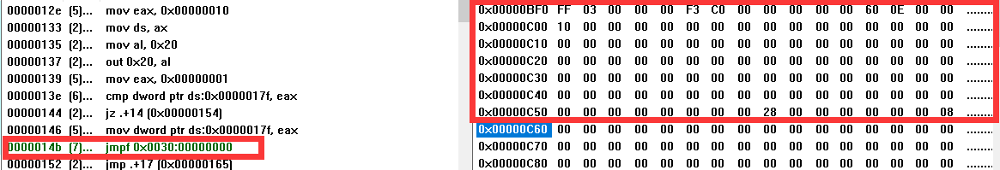 0000012e (5)... mov eax, 0x00000010
00000133 (2)... mov ds, ax
00000135 (2)... mov al, 0x20
00000137 (2)... out 0x20, al
00000139 (5)... mov eax, 0x00000001
0000013e (6)... cmp dword ptr ds:0x0000017f, eax
00000144 (2)... jz .+14 (0x00000154)
00000146 (5)... mov dword ptr ds:0x0000017f, eax
0000014b (7)... jmpf 0x0030:00000000
00000152 (2)... jmp .+17 (0x00000165)
0x00000BF0 FF 03 00 00 00 F3 C0 00 00 00 00 00 60 0E 00 00 ........
0x00000C00 10 00 00 00 00 00 00 00 00 00 00 00 00 00 00 00 ........
0x00000C10 00 00 00 00 00 00 00 00 00 00 00 00 00 00 00 00 ........
0x00000C20 00 00 00 00 00 00 00 00 00 00 00 00 00 00 00 00 ........
0x00000C30 00 00 00 00 00 00 00 00 00 00 00 00 00 00 00 00 ........
0x00000C40 00 00 00 00 00 00 00 00 00 00 00 00 00 00 00 00 ........
0x00000C50 00 00 00 00 00 00 00 00 28 00 00 00 00 00 00 08 ........
0x00000C60 00 00 00 00 00 00 00 00 00 00 00 00 00 00 00 00 ........
0x00000C70 00 00 00 00 00 00 00 00 00 00 00 00 00 00 00 00 ........
0x00000C80 00 00 00 00 00 00 00 00 00 00 00 00 00 00 00 00 ........